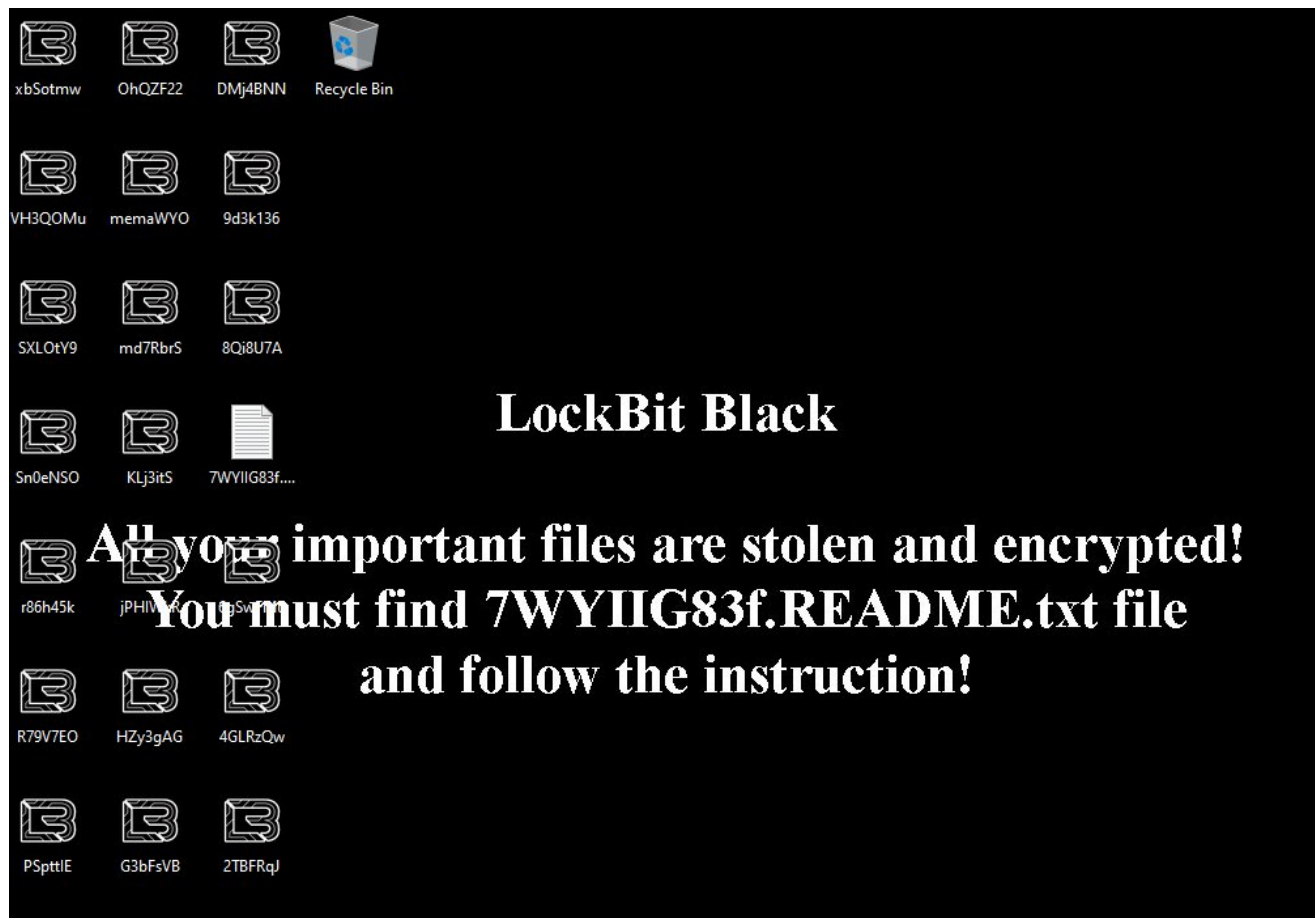 xbSotmw OhQZF22 DMj4BNN Recycle Bin
VH3QOMu memaWYO 9d3k136
SXLOtY9 md7RbrS 8Qi8U7A
LockBit Black
Sn0eNSO KLj3itS 7WYIIG83f....
All your important files are stolen and encrypted!
r86h45k
You must find 7WYIIG83f.README.txt file
and follow the instruction!
R79V7EO HZy3gAG 4GLRzQw
PSpttIE G3bFsVB 2TBFRqJ